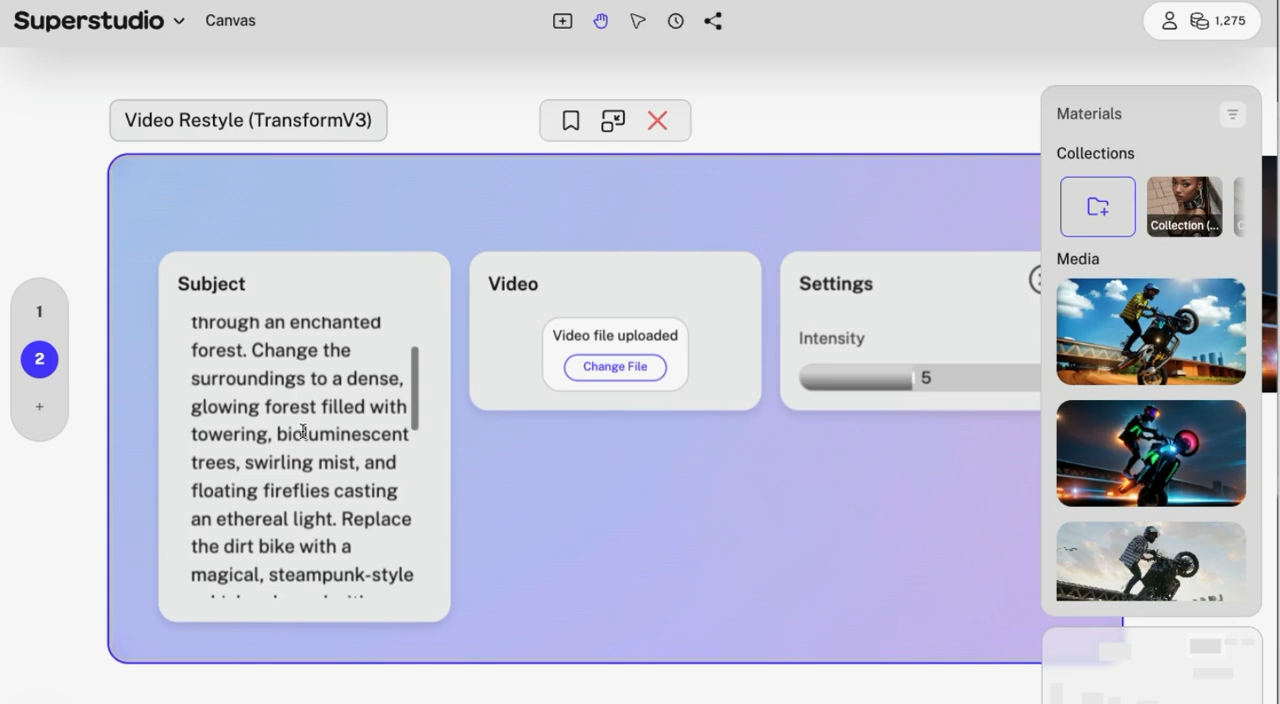 Superstudio
Canvas
1,275
Video Restyle (TransformV3)
Materials
Collections
Collection (...
Media
1
2
+
Subject
through an enchanted
forest. Change the
surroundings to a dense,
glowing forest filled with
towering, bioluminescent
trees, swirling mist, and
floating fireflies casting
an ethereal light. Replace
the dirt bike with a
magical, steampunk-style
Video
Video file uploaded
Change File
Settings
Intensity
5